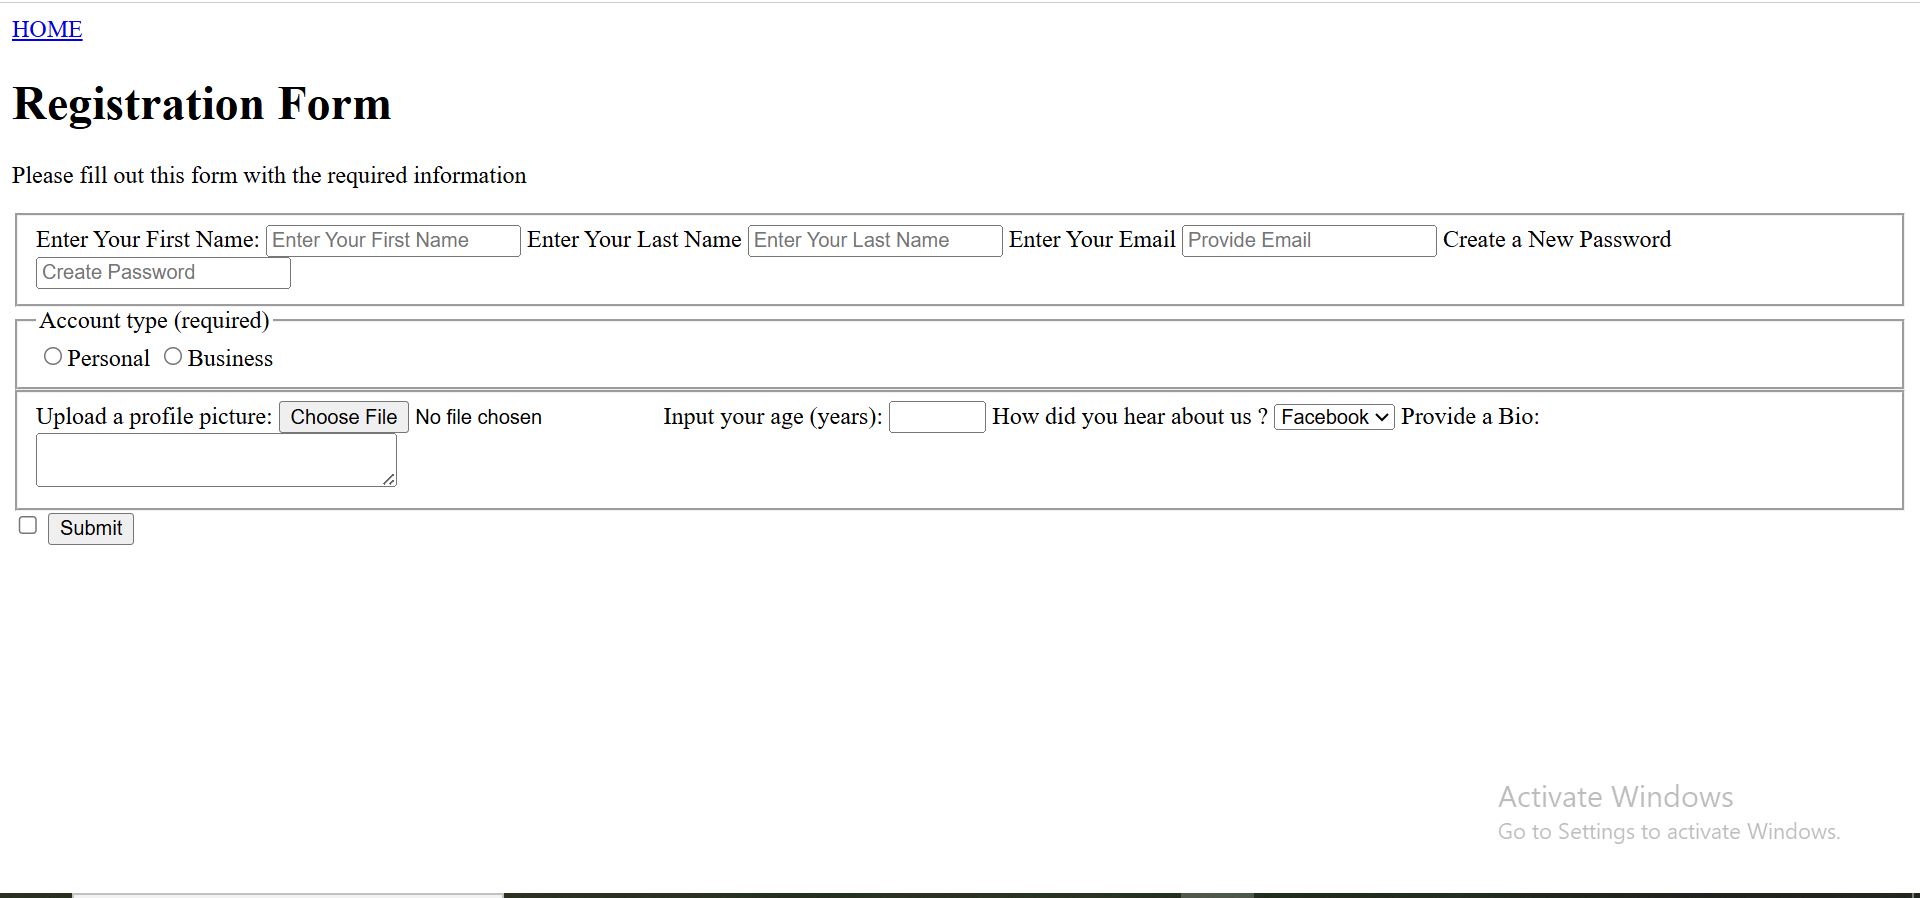 HOME
Registration Form
Please fill out this form with the required information
Enter Your First Name: Enter Your First Name Enter Your Last Name Enter Your Last Name Enter Your Email Provide Email Create a New Password
Create Password
Account type (required)
Personal Business
Upload a profile picture: Choose File No file chosen Input your age (years): How did you hear about us ? Facebook Provide a Bio:
Submit
Activate Windows
Go to Settings to activate Windows.